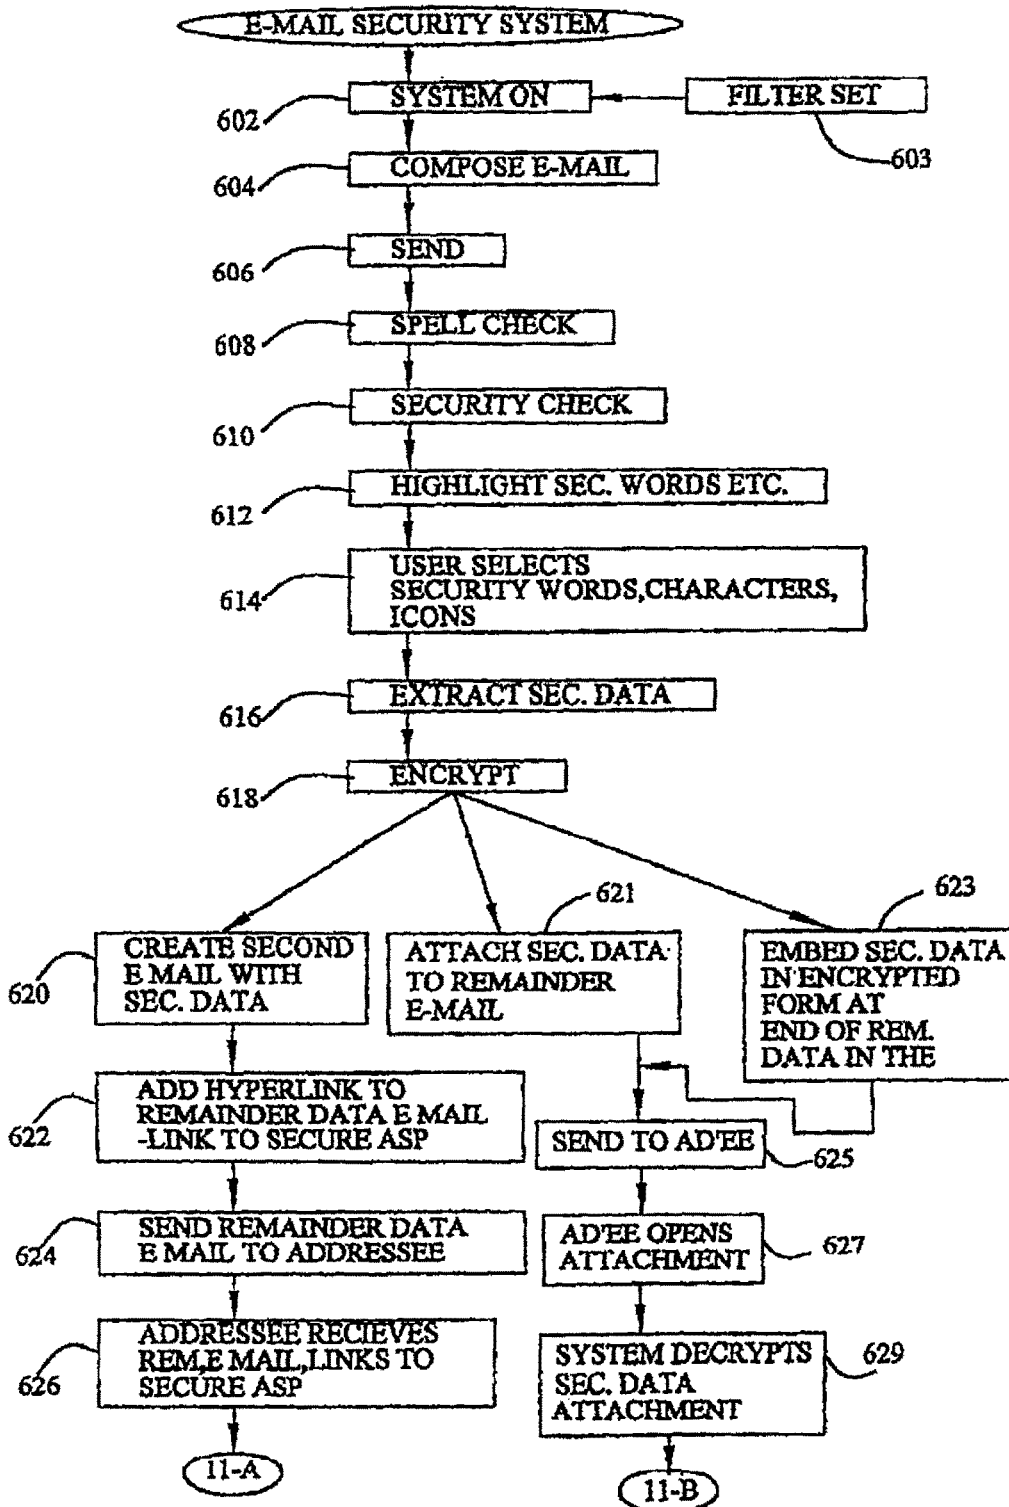 E-MAIL SECURITY SYSTEM
SYSTEM ON
FILTER SET
602
603
COMPOSE E-MAIL
604
SEND
606
SPELL CHECK
608
SECURITY CHECK
610
HIGHLIGHT SEC. WORDS ETC.
612
USER SELECTS
SECURITY WORDS,CHARACTERS,
ICONS
614
EXTRACT SEC. DATA
616
ENCRYPT
618
621
623
CREATE SECOND
E MAIL WITH
SEC. DATA
620
ATTACH SEC. DATA
TO REMAINDER
E-MAIL
EMBED SEC. DATA
IN ENCRYPTED
FORM AT
END OF REM.
DATA IN THE
ADD HYPERLINK TO
REMAINDER DATA E MAIL
-LINK TO SECURE ASP
622
SEND TO AD'EE
625
SEND REMAINDER DATA
E MAIL TO ADDRESSEE
624
AD'EE OPENS
ATTACHMENT
627
ADDRESSEE RECIEVES
REM,E MAIL,LINKS TO
SECURE ASP
626
SYSTEM DECRYPTS
SEC. DATA
ATTACHMENT
629
11-A
11-B